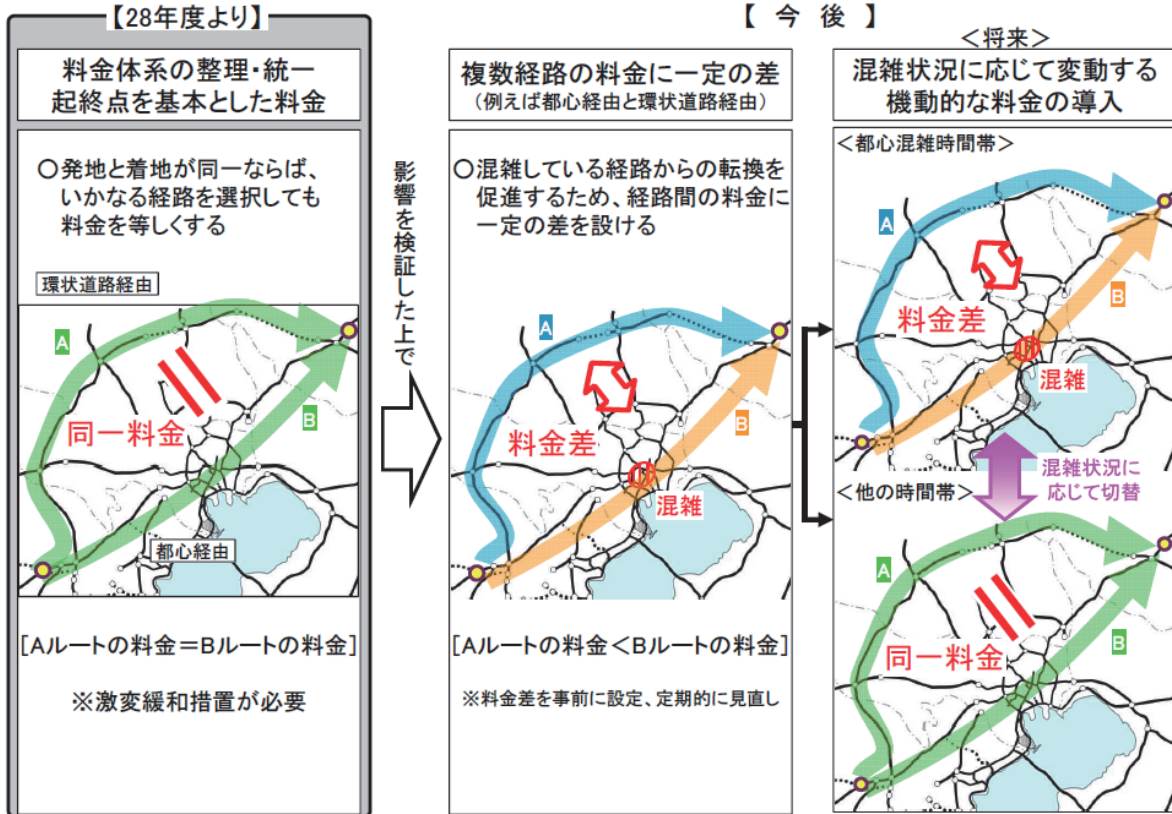 【28年度より】
料金体系の整理・統一
起終点を基本とした料金
○発地と着地が同一ならば、
いかなる経路を選択しても
料金を等しくする
環状道路経由
A
同一料金
B
都心経由
[Aルートの料金＝Bルートの料金]
※激変緩和措置が必要
影響を検証した上で
【 今 後 】
複数経路の料金に一定の差
（例えば都心経由と環状道路経由）
○混雑している経路からの転換を
促進するため、経路間の料金に
一定の差を設ける
A
料金差
B
混雑
[Aルートの料金＜Bルートの料金]
※料金差を事前に設定、定期的に見直し
＜将来＞
混雑状況に応じて変動する
機動的な料金の導入
＜都心混雑時間帯＞
A
料金差
B
混雑
混雑状況に
応じて切替
＜他の時間帯＞
A
同一料金
B